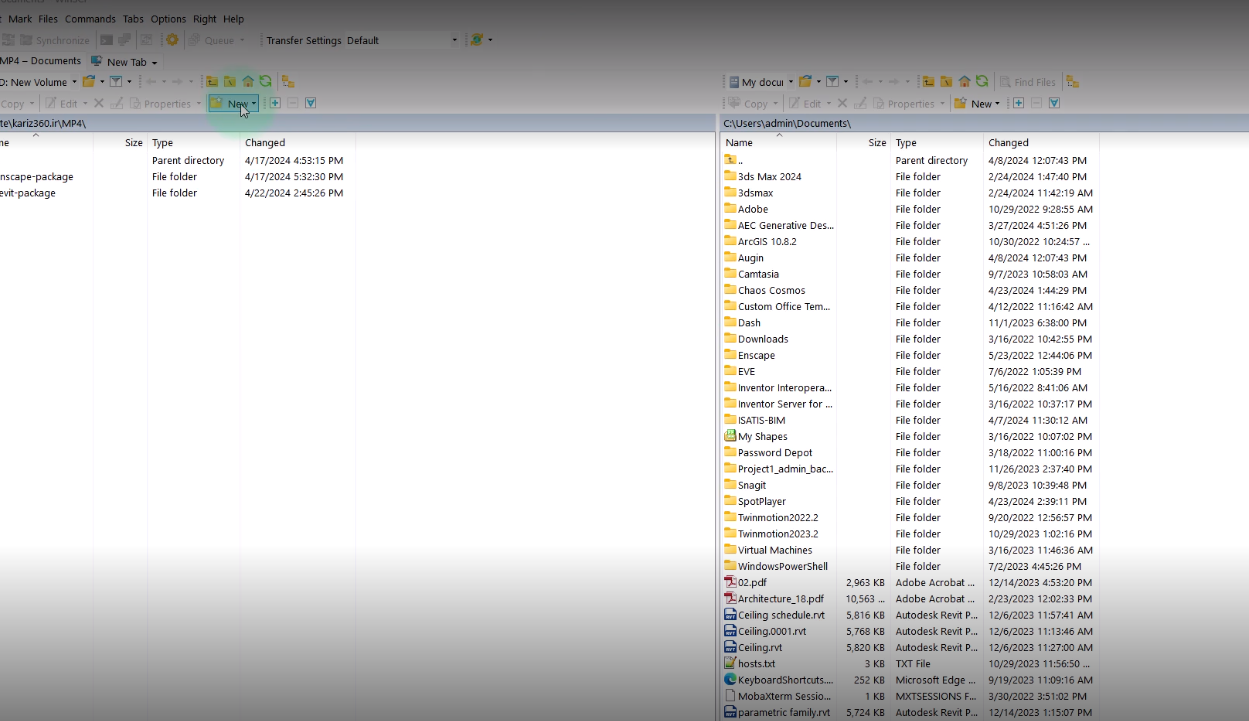 Mark Files Commands Tabs Options Right Help
Synchronize Queue Transfer Settings Default
MP4 – Documents New Tab
D: New Volume My docui Find Files
Copy Edit Properties New Copy Edit Properties New
te\kariz360.ir\MP4\ C:\Users\admin\Documents\
me Size Type Changed Name Size Type Changed
Parent directory 4/17/2024 4:53:15 PM .. Parent directory 4/8/2024 12:07:43 PM
nscape-package File folder 4/17/2024 5:32:30 PM 3ds Max 2024 File folder 2/24/2024 1:47:40 PM
evit-package File folder 4/22/2024 2:45:26 PM 3dsmax File folder 2/24/2024 11:42:19 AM
Adobe File folder 10/29/2022 9:28:55 AM
AEC Generative Des... File folder 3/27/2024 4:51:26 PM
ArcGIS 10.8.2 File folder 10/30/2022 10:24:57 ...
Augin File folder 4/8/2024 12:07:43 PM
Camtasia File folder 9/7/2023 10:58:03 AM
Chaos Cosmos File folder 4/23/2024 1:44:29 PM
Custom Office Tem... File folder 4/12/2022 11:16:42 AM
Dash File folder 11/1/2023 6:38:00 PM
Downloads File folder 3/16/2022 10:42:55 PM
Enscape File folder 5/23/2022 12:44:06 PM
EVE File folder 7/6/2022 1:05:39 PM
Inventor Interopera... File folder 5/16/2022 8:41:06 AM
Inventor Server for ... File folder 3/16/2022 10:37:17 PM
ISATIS-BIM File folder 4/7/2024 11:30:12 AM
My Shapes File folder 3/16/2022 10:07:02 PM
Password Depot File folder 3/18/2022 11:00:16 PM
Project1_admin_bac... File folder 11/26/2023 2:37:40 PM
Snagit File folder 9/8/2023 10:39:48 PM
SpotPlayer File folder 4/23/2024 2:39:11 PM
Twinmotion2022.2 File folder 9/20/2022 12:56:57 PM
Twinmotion2023.2 File folder 10/29/2023 1:02:16 PM
Virtual Machines File folder 3/16/2023 11:46:36 AM
WindowsPowerShell File folder 7/2/2023 4:45:26 PM
02.pdf 2,963 KB Adobe Acrobat ... 12/14/2023 4:53:20 PM
Architecture_18.pdf 10,563 ... Adobe Acrobat ... 2/23/2023 12:02:33 PM
Ceiling schedule.rvt 5,816 KB Autodesk Revit P... 12/6/2023 11:57:41 AM
Ceiling.0001.rvt 5,768 KB Autodesk Revit P... 12/6/2023 11:13:46 AM
Ceiling.rvt 5,820 KB Autodesk Revit P... 12/6/2023 11:27:00 AM
hosts.txt 3 KB TXT File 10/29/2023 11:56:50 ...
KeyboardShortcuts.... 252 KB Microsoft Edge ... 9/19/2023 11:09:16 AM
MobaXterm Sessio... 1 KB MXTSESSIONS F... 3/30/2022 3:51:02 PM
parametric family.rvt 5,724 KB Autodesk Revit P... 12/14/2023 1:15:07 PM